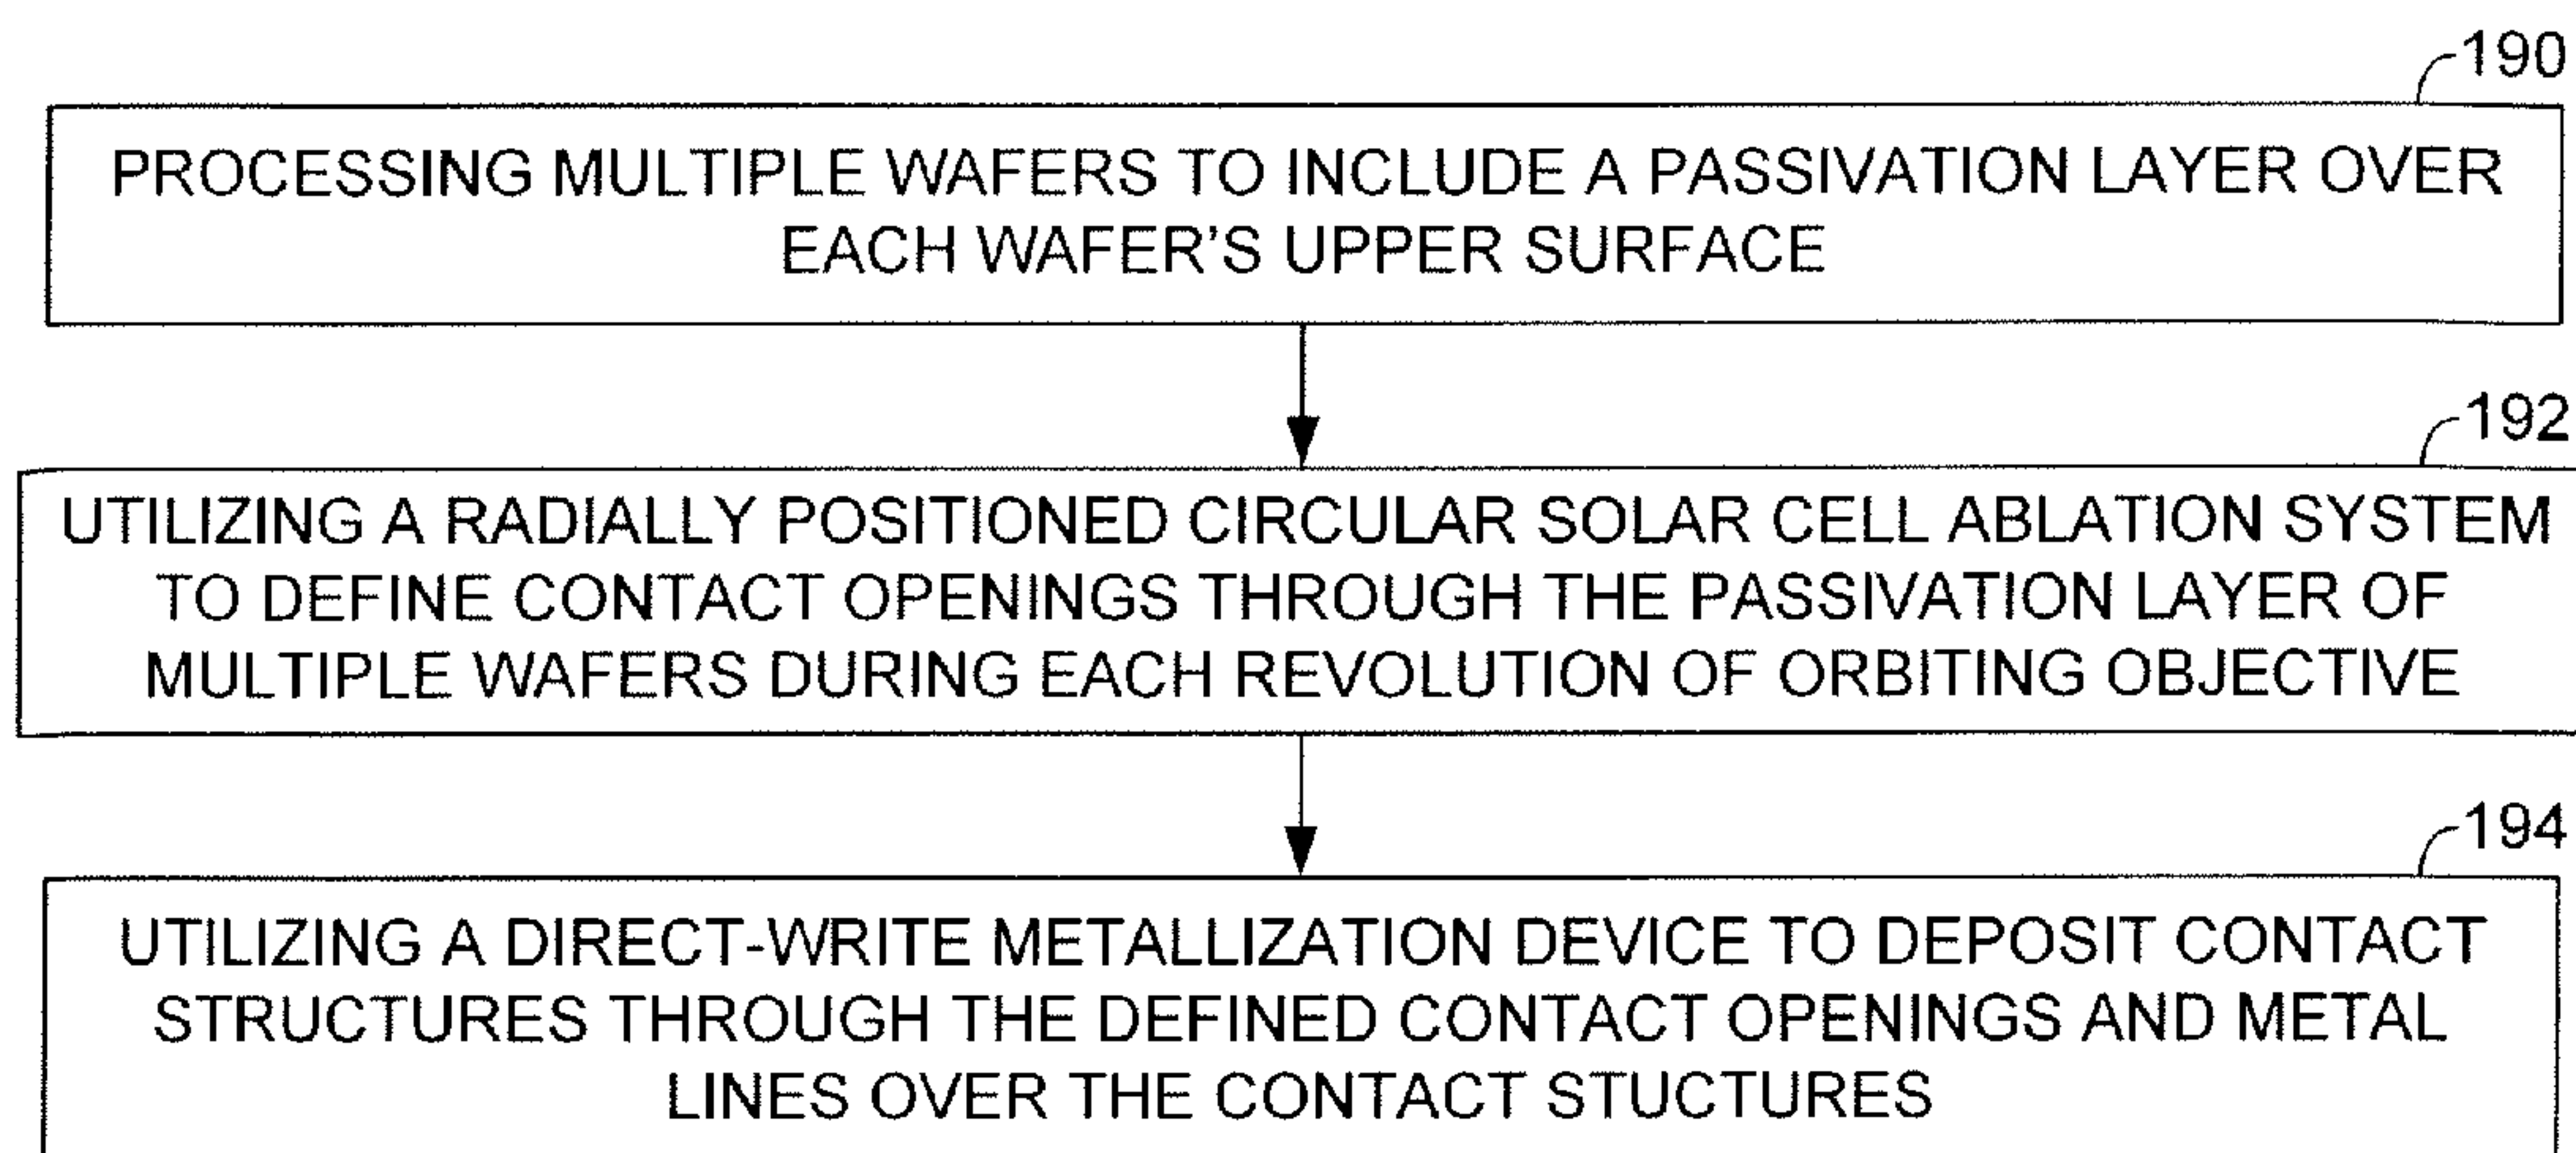 190
PROCESSING MULTIPLE WAFERS TO INCLUDE A PASSIVATION LAYER OVER
EACH WAFER'S UPPER SURFACE
192
UTILIZING A RADIALLY POSITIONED CIRCULAR SOLAR CELL ABLATION SYSTEM
TO DEFINE CONTACT OPENINGS THROUGH THE PASSIVATION LAYER OF
MULTIPLE WAFERS DURING EACH REVOLUTION OF ORBITING OBJECTIVE
194
UTILIZING A DIRECT-WRITE METALLIZATION DEVICE TO DEPOSIT CONTACT
STRUCTURES THROUGH THE DEFINED CONTACT OPENINGS AND METAL
LINES OVER THE CONTACT STUCTURES